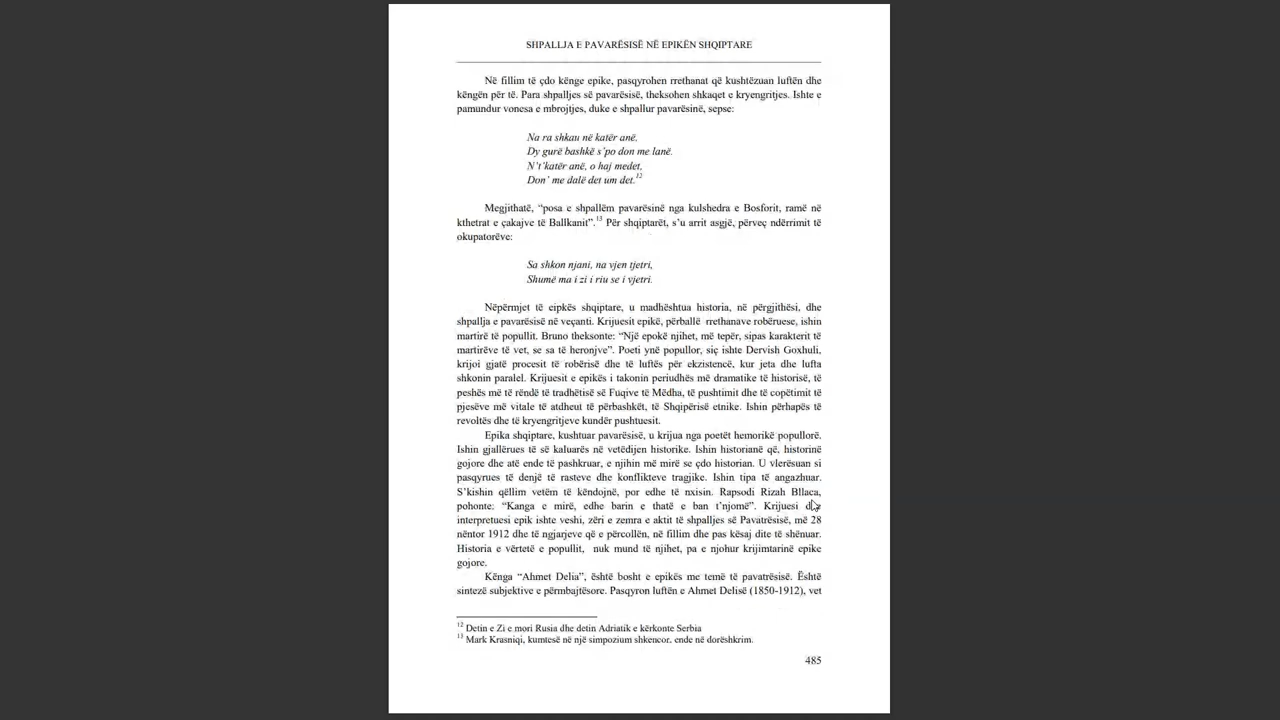 SHPALLJA E PAVARËSISË NË EPIKËN SHQIPTARE
Në fillim të çdo kënge epike, pasqyrohen rrethanat që kushtëzuan luftën dhe
këngën për të. Para shpalljes së pavarësisë, theksohen shkaqet e kryengritjes. Ishte e
pamundur vonesa e mbrojtjes, duke e shpallur pavarësinë, sepse:
Na ra shkau në katër anë,
Dy gurë bashkë s’po don me lanë.
N’t’katër anë, o haj medet,
Don’ me dalë det um det.12
Megjithatë, “posa e shpallëm pavarësinë nga kulshedra e Bosforit, ramë në
kthetrat e çakajve të Ballkanit”.13 Për shqiptarët, s’u arrit asgjë, përveç ndërrimit të
okupatorëve:
Sa shkon njani, na vjen tjetri,
Shumë ma i zi i riu se i vjetri.
Nëpërmjet të eipkës shqiptare, u madhështua historia, në përgjithësi, dhe
shpallja e pavarësisë në veçanti. Krijuesit epikë, përballë rrethanave robëruese, ishin
martirë të popullit. Bruno theksonte: “Një epokë njihet, më tepër, sipas karakterit të
martirëve të vet, se sa të heronjve”. Poeti ynë popullor, siç ishte Dervish Goxhuli,
krijoi gjatë procesit të robërisë dhe të luftës për ekzistencë, kur jeta dhe lufta
shkonin paralel. Krijuesit e epikës i takonin periudhës më dramatike të historisë, të
peshës më të rëndë të tradhëtisë së Fuqive të Mëdha, të pushtimit dhe të copëtimit të
pjesëve më vitale të atdheut të përbashkët, të Shqipërisë etnike. Ishin përhapës të
revoltës dhe të kryengritjeve kundër pushtuesit.
Epika shqiptare, kushtuar pavarësisë, u krijua nga poetët hemorikë popullorë.
Ishin gjallërues të së kaluarës në vetëdijen historike. Ishin historianë që, historinë
gojore dhe atë ende të pashkruar, e njihin më mirë se çdo historian. U vlerësuan si
pasqyrues të denjë të rasteve dhe konflikteve tragjike. Ishin tipa të angazhuar.
S’kishin qëllim vetëm të këndojnë, por edhe të nxisin. Rapsodi Rizah Bllaca,
pohonte: “Kanga e mirë, edhe barin e thatë e ban t’njomë”. Krijuesi dhe
interpretuesi epik ishte veshi, zëri e zemra e aktit të shpalljes së Pavatrësisë, më 28
nëntor 1912 dhe të ngjarjeve që e përcollën, në fillim dhe pas kësaj dite të shënuar.
Historia e vërtetë e popullit, nuk mund të njihet, pa e njohur krijimtarinë epike
gojore.
Kënga “Ahmet Delia”, është bosht e epikës me temë të pavatrësisë. Është
sintezë subjektive e përmbajtësore. Pasqyron luftën e Ahmet Delisë (1850-1912), vet
12 Detin e Zi e mori Rusia dhe detin Adriatik e kërkonte Serbia
13 Mark Krasniqi, kumtesë në një simpozium shkencor, ende në dorëshkrim.
485